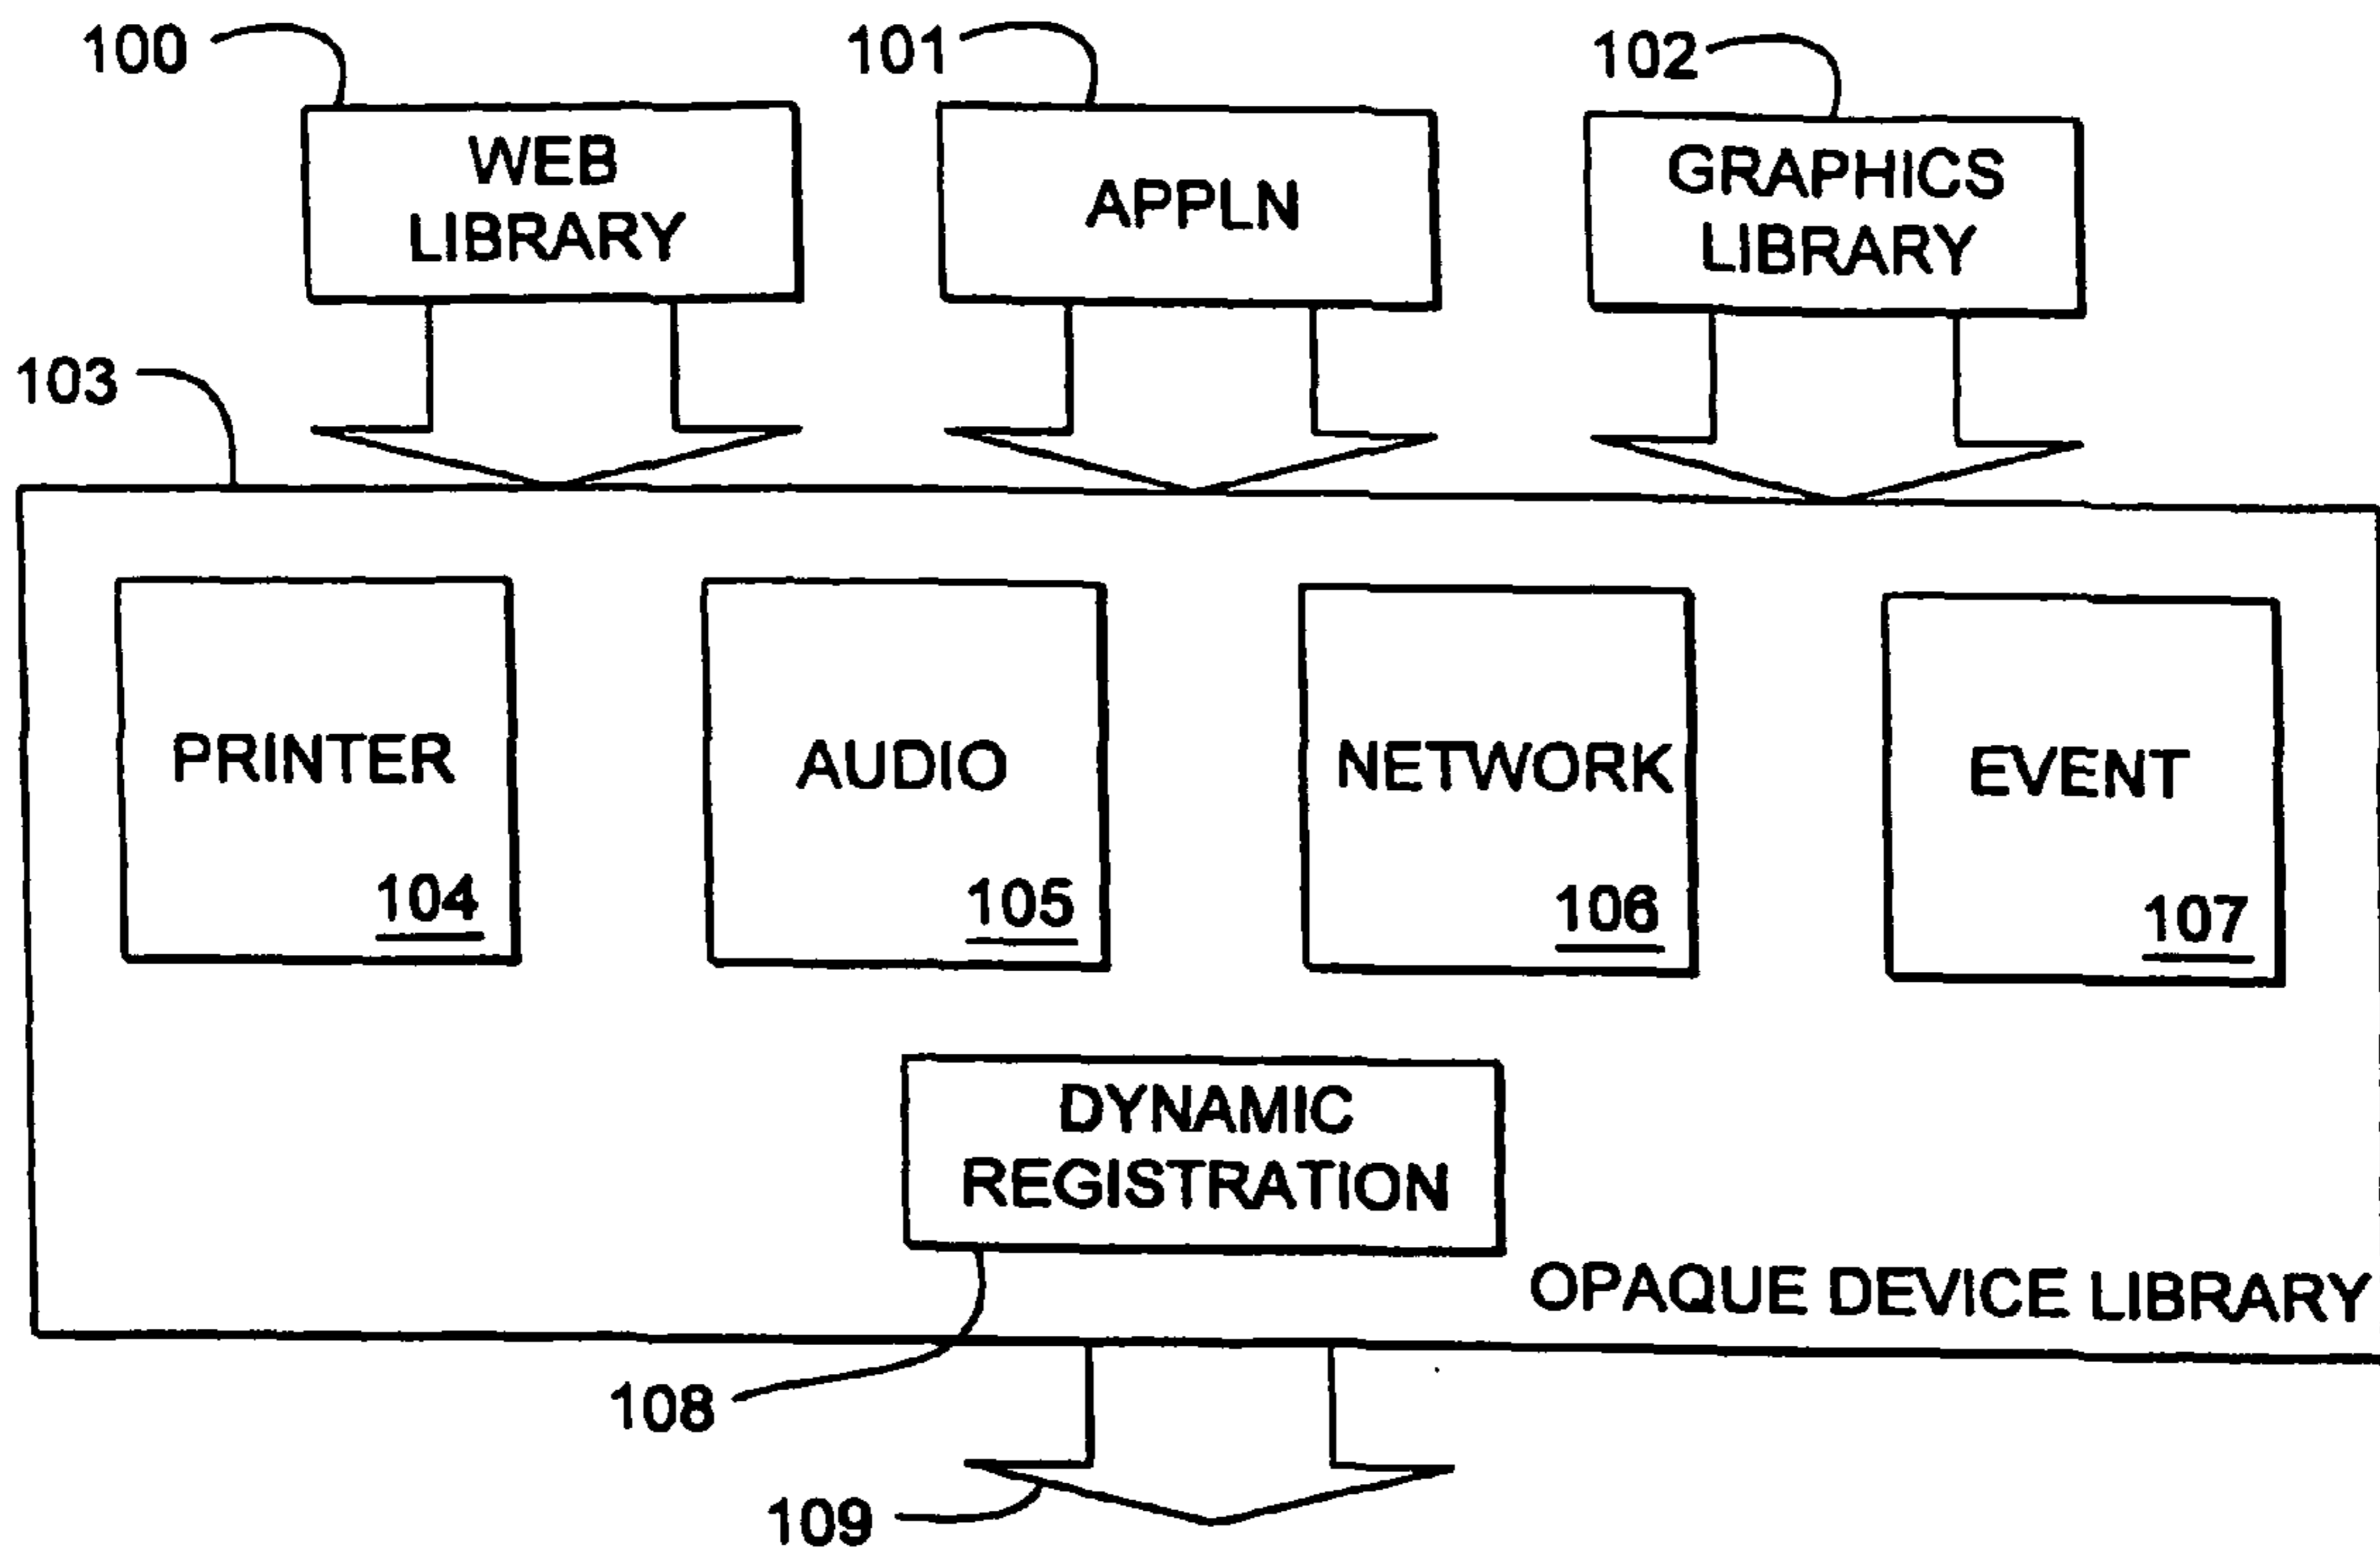 100
101
102
WEB
LIBRARY
APPLN
GRAPHICS
LIBRARY
103
PRINTER
104
AUDIO
105
NETWORK
106
EVENT
107
DYNAMIC
REGISTRATION
OPAQUE DEVICE LIBRARY
108
109